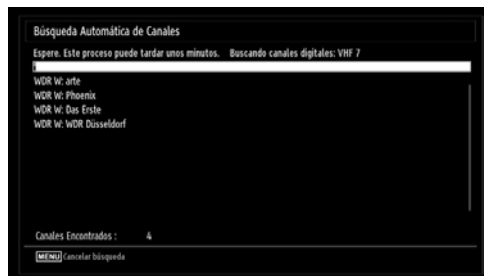 Búsqueda Automática de Canales
Espere. Este proceso puede tardar unos minutos. Buscando canales digitales: VHF 7
WDR W: arte
WDR W: Phoenix
WDR W: Das Erste
WDR W: WDR Düsseldorf
Canales Encontrados : 4
MENU Cancelar búsqueda